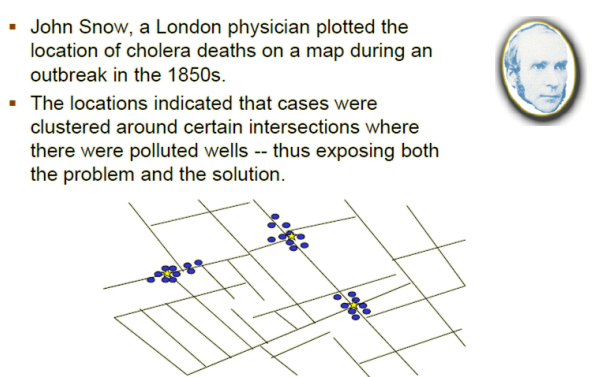 ▪ John Snow, a London physician plotted the
location of cholera deaths on a map during an
outbreak in the 1850s.
▪ The locations indicated that cases were
clustered around certain intersections where
there were polluted wells -- thus exposing both
the problem and the solution.